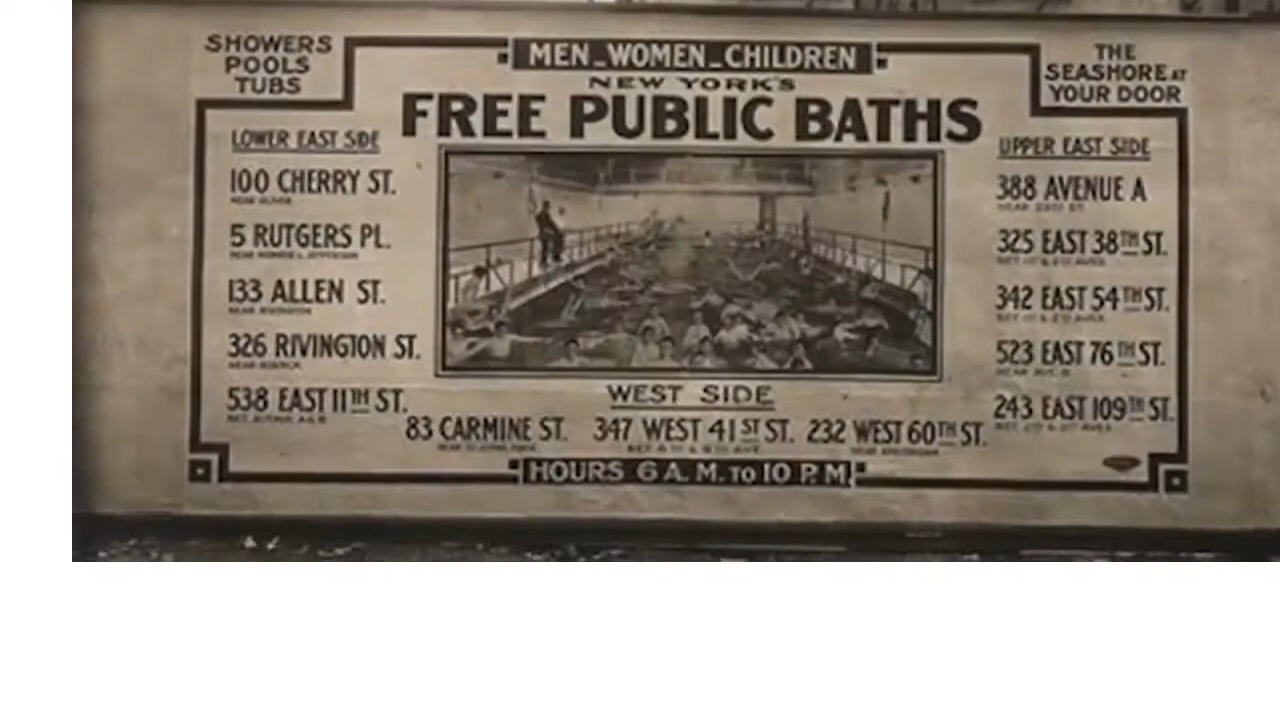 SHOWERS
POOLS
TUBS
MEN_WOMEN_CHILDREN
THE
SEASHORE AT
YOUR DOOR
NEW YORK'S
FREE PUBLIC BATHS
LOWER EAST SIDE
100 CHERRY ST.
5 RUTGERS PL.
133 ALLEN ST.
326 RIVINGTON ST.
538 EAST 11TH ST.
UPPER EAST SIDE
388 AVENUE A
325 EAST 38TH ST.
342 EAST 54TH ST.
523 EAST 76TH ST.
243 EAST 109TH ST.
WEST SIDE
83 CARMINE ST. 347 WEST 41ST ST. 232 WEST 60TH ST.
HOURS 6 A.M. TO 10 P.M.